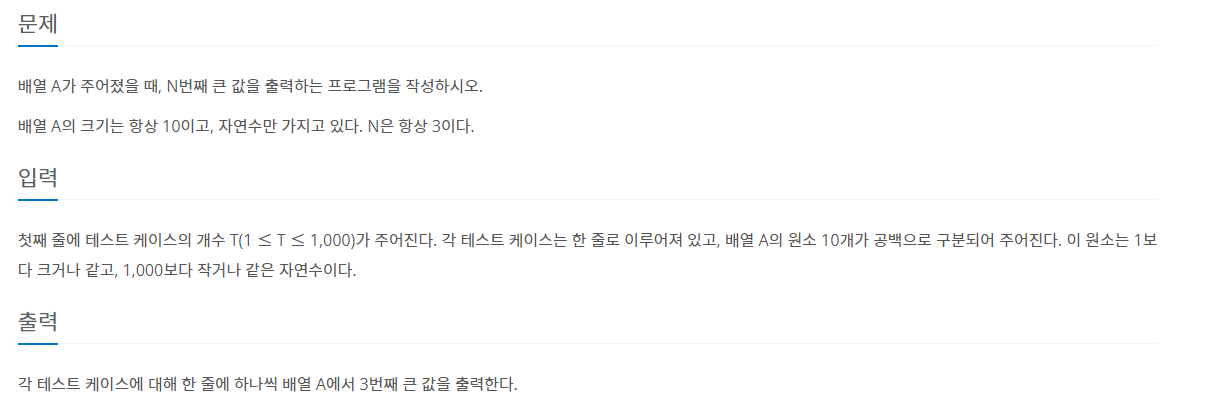 문제
배열 A가 주어졌을 때, N번째 큰 값을 출력하는 프로그램을 작성하시오.
배열 A의 크기는 항상 10이고, 자연수만 가지고 있다. N은 항상 3이다.
입력
첫째 줄에 테스트 케이스의 개수 T(1 ≤ T ≤ 1,000)가 주어진다. 각 테스트 케이스는 한 줄로 이루어져 있고, 배열 A의 원소 10개가 공백으로 구분되어 주어진다. 이 원소는 1보
다 크거나 같고, 1,000보다 작거나 같은 자연수이다.
출력
각 테스트 케이스에 대해 한 줄에 하나씩 배열 A에서 3번째 큰 값을 출력한다.